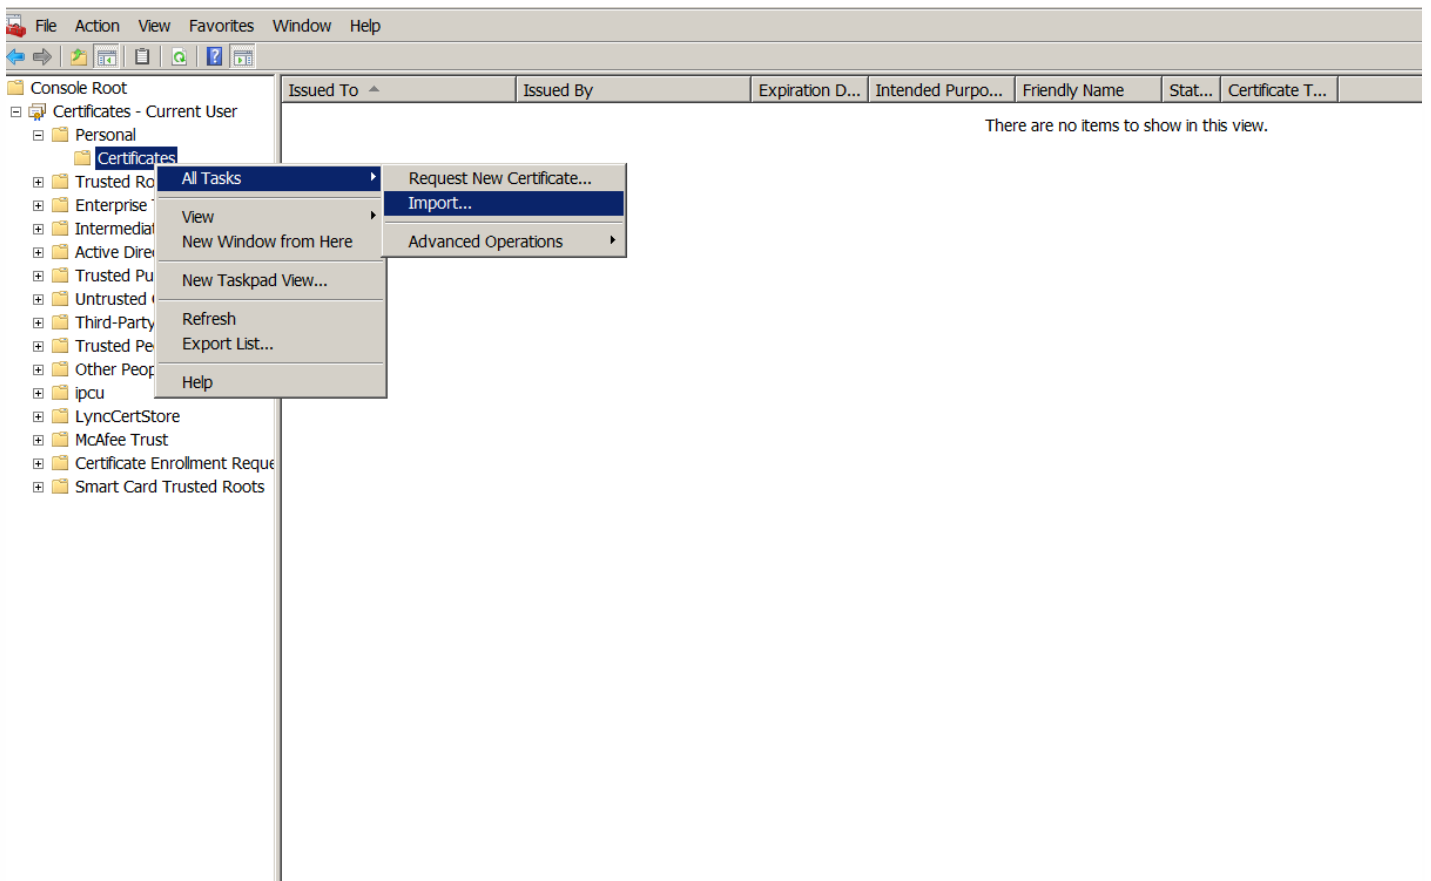 File Action View Favorites Window Help
Console Root
Certificates - Current User
Personal
Certificates
Trusted Ro
Enterprise
Intermediat
Active Dire
Trusted Pu
Untrusted
Third-Party
Trusted Pe
Other Peop
ipcu
LyncCertStore
McAfee Trust
Certificate Enrollment Reque
Smart Card Trusted Roots
All Tasks
View
New Window from Here
New Taskpad View...
Refresh
Export List...
Help
Request New Certificate...
Import...
Advanced Operations
Issued To Issued By Expiration D... Intended Purpo... Friendly Name Stat... Certificate T...
There are no items to show in this view.